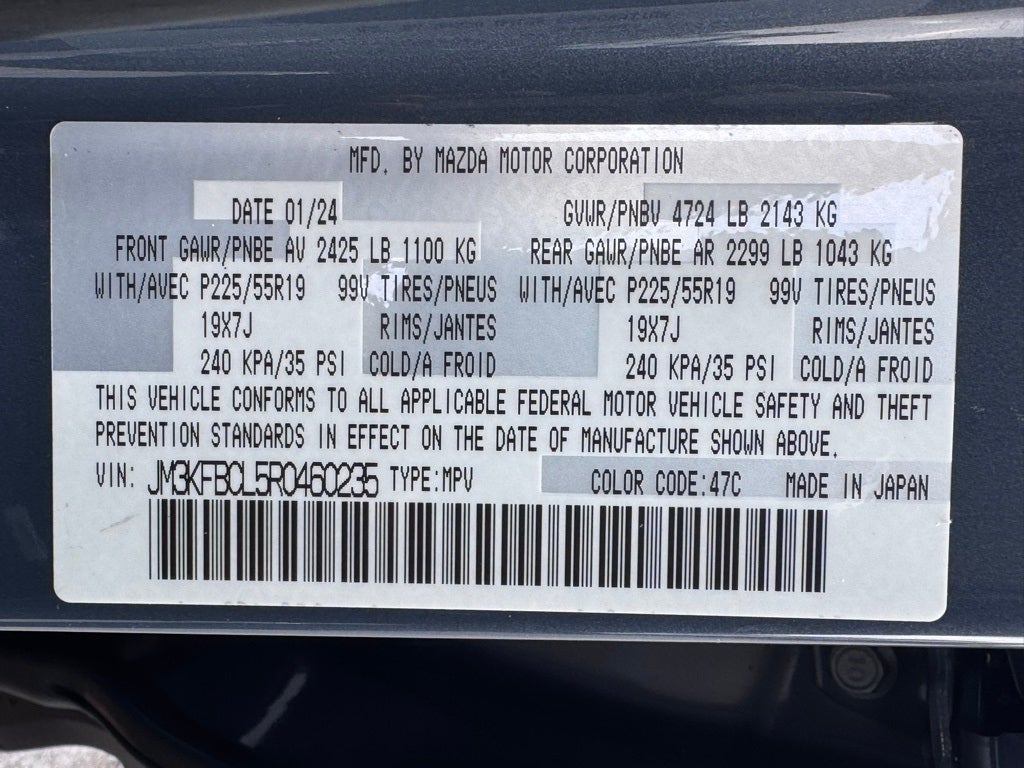 MFD. BY MAZDA MOTOR CORPORATION
DATE 01/24 GVWR/PNBV 4724 LB 2143 KG
FRONT GAWR/PNBE AV 2425 LB 1100 KG REAR GAWR/PNBE AR 2299 LB 1043 KG
WITH/AVEC P225/55R19 99V TIRES/PNEUS WITH/AVEC P225/55R19 99V TIRES/PNEUS
19X7J RIMS/JANTES 19X7J RIMS/JANTES
240 KPA/35 PSI COLD/A FROID 240 KPA/35 PSI COLD/A FROID
THIS VEHICLE CONFORMS TO ALL APPLICABLE FEDERAL MOTOR VEHICLE SAFETY AND THEFT
PREVENTION STANDARDS IN EFFECT ON THE DATE OF MANUFACTURE SHOWN ABOVE.
VIN: JM3KFBCL5R0460235 TYPE:MPV COLOR CODE:47C MADE IN JAPAN
10